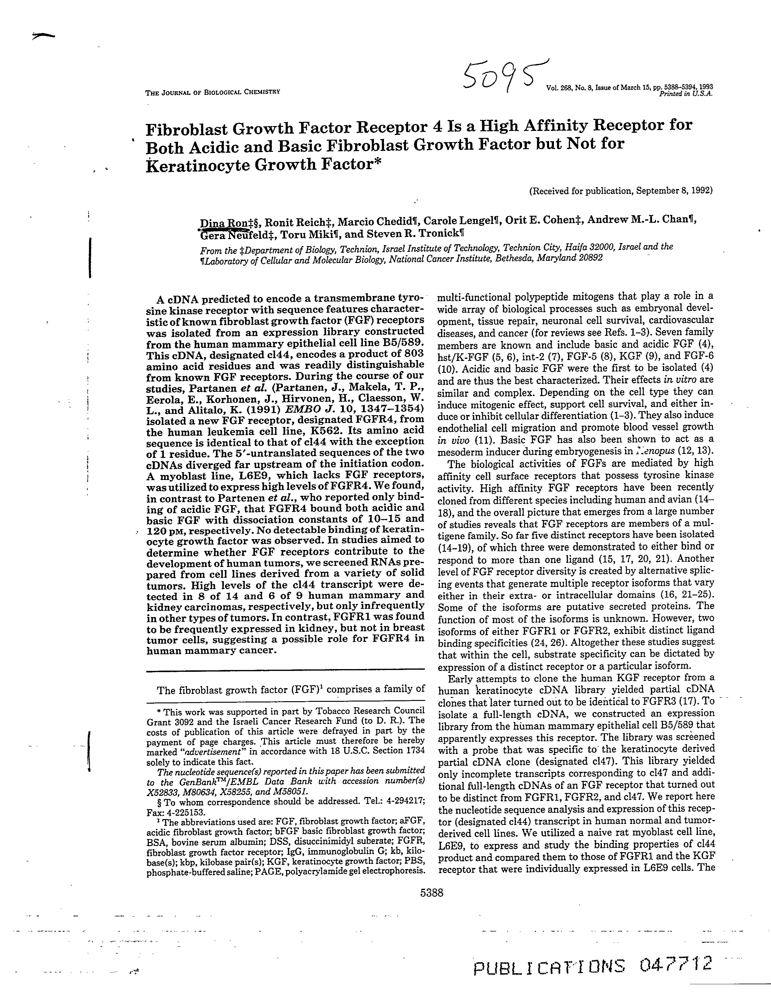 5095
THE JOURNAL OF BIOLOGICAL CHEMISTRY
Vol. 268, No. 8, Issue of March 15, pp. 5388–5394, 1993
Printed in U.S.A.
Fibroblast Growth Factor Receptor 4 Is a High Affinity Receptor for
Both Acidic and Basic Fibroblast Growth Factor but Not for
Keratinocyte Growth Factor*
(Received for publication, September 8, 1992)
Dina Ron‡§, Ronit Reich‡, Marcio Chedid¶, Carole Lengel¶, Orit E. Cohen‡, Andrew M.-L. Chan¶,
Gera Neufeld‡, Toru Miki¶, and Steven R. Tronick¶
From the ‡Department of Biology, Technion, Israel Institute of Technology, Technion City, Haifa 32000, Israel and the
¶Laboratory of Cellular and Molecular Biology, National Cancer Institute, Bethesda, Maryland 20892
A cDNA predicted to encode a transmembrane tyro-
sine kinase receptor with sequence features character-
istic of known fibroblast growth factor (FGF) receptors
was isolated from an expression library constructed
from the human mammary epithelial cell line B5/589.
This cDNA, designated cl44, encodes a product of 803
amino acid residues and was readily distinguishable
from known FGF receptors. During the course of our
studies, Partanen et al. (Partanen, J., Makela, T. P.,
Eerola, E., Korhonen, J., Hirvonen, H., Claesson, W.
L., and Alitalo, K. (1991) EMBO J. 10, 1347–1354)
isolated a new FGF receptor, designated FGFR4, from
the human leukemia cell line, K562. Its amino acid
sequence is identical to that of cl44 with the exception
of 1 residue. The 5′-untranslated sequences of the two
cDNAs diverged far upstream of the initiation codon.
A myoblast line, L6E9, which lacks FGF receptors,
was utilized to express high levels of FGFR4. We found,
in contrast to Partenen et al., who reported only bind-
ing of acidic FGF, that FGFR4 bound both acidic and
basic FGF with dissociation constants of 10–15 and
120 pM, respectively. No detectable binding of keratin-
ocyte growth factor was observed. In studies aimed to
determine whether FGF receptors contribute to the
development of human tumors, we screened RNAs pre-
pared from cell lines derived from a variety of solid
tumors. High levels of the cl44 transcript were de-
tected in 8 of 14 and 6 of 9 human mammary and
kidney carcinomas, respectively, but only infrequently
in other types of tumors. In contrast, FGFR1 was found
to be frequently expressed in kidney, but not in breast
tumor cells, suggesting a possible role for FGFR4 in
human mammary cancer.
The fibroblast growth factor (FGF)¹ comprises a family of
* This work was supported in part by Tobacco Research Council
Grant 3092 and the Israeli Cancer Research Fund (to D. R.). The
costs of publication of this article were defrayed in part by the
payment of page charges. This article must therefore be hereby
marked "advertisement" in accordance with 18 U.S.C. Section 1734
solely to indicate this fact.
The nucleotide sequence(s) reported in this paper has been submitted
to the GenBank™/EMBL Data Bank with accession number(s)
X52833, M80634, X58255, and M58051.
§ To whom correspondence should be addressed. Tel.: 4-294217;
Fax: 4-225153.
¹ The abbreviations used are: FGF, fibroblast growth factor; aFGF,
acidic fibroblast growth factor; bFGF basic fibroblast growth factor;
BSA, bovine serum albumin; DSS, disuccinimidyl suberate; FGFR,
fibroblast growth factor receptor; IgG, immunoglobulin G; kb, kilo-
base(s); kbp, kilobase pair(s); KGF, keratinocyte growth factor; PBS,
phosphate-buffered saline; PAGE, polyacrylamide gel electrophoresis.
multi-functional polypeptide mitogens that play a role in a
wide array of biological processes such as embryonal devel-
opment, tissue repair, neuronal cell survival, cardiovascular
diseases, and cancer (for reviews see Refs. 1–3). Seven family
members are known and include basic and acidic FGF (4),
hst/K-FGF (5, 6), int-2 (7), FGF-5 (8), KGF (9), and FGF-6
(10). Acidic and basic FGF were the first to be isolated (4)
and are thus the best characterized. Their effects in vitro are
similar and complex. Depending on the cell type they can
induce mitogenic effect, support cell survival, and either in-
duce or inhibit cellular differentiation (1–3). They also induce
endothelial cell migration and promote blood vessel growth
in vivo (11). Basic FGF has also been shown to act as a
mesoderm inducer during embryogenesis in .enopus (12, 13).
The biological activities of FGFs are mediated by high
affinity cell surface receptors that possess tyrosine kinase
activity. High affinity FGF receptors have been recently
cloned from different species including human and avian (14–
18), and the overall picture that emerges from a large number
of studies reveals that FGF receptors are members of a mul-
tigene family. So far five distinct receptors have been isolated
(14–19), of which three were demonstrated to either bind or
respond to more than one ligand (15, 17, 20, 21). Another
level of FGF receptor diversity is created by alternative splic-
ing events that generate multiple receptor isoforms that vary
either in their extra- or intracellular domains (16, 21–25).
Some of the isoforms are putative secreted proteins. The
function of most of the isoforms is unknown. However, two
isoforms of either FGFR1 or FGFR2, exhibit distinct ligand
binding specificities (24, 26). Altogether these studies suggest
that within the cell, substrate specificity can be dictated by
expression of a distinct receptor or a particular isoform.
Early attempts to clone the human KGF receptor from a
human keratinocyte cDNA library yielded partial cDNA
clones that later turned out to be identical to FGFR3 (17). To
isolate a full-length cDNA, we constructed an expression
library from the human mammary epithelial cell B5/589 that
apparently expresses this receptor. The library was screened
with a probe that was specific to the keratinocyte derived
partial cDNA clone (designated cl47). This library yielded
only incomplete transcripts corresponding to cl47 and addi-
tional full-length cDNAs of an FGF receptor that turned out
to be distinct from FGFR1, FGFR2, and cl47. We report here
the nucleotide sequence analysis and expression of this recep-
tor (designated cl44) transcript in human normal and tumor-
derived cell lines. We utilized a naive rat myoblast cell line,
L6E9, to express and study the binding properties of cl44
product and compared them to those of FGFR1 and the KGF
receptor that were individually expressed in L6E9 cells. The
5388
PUBLICATIONS 047712